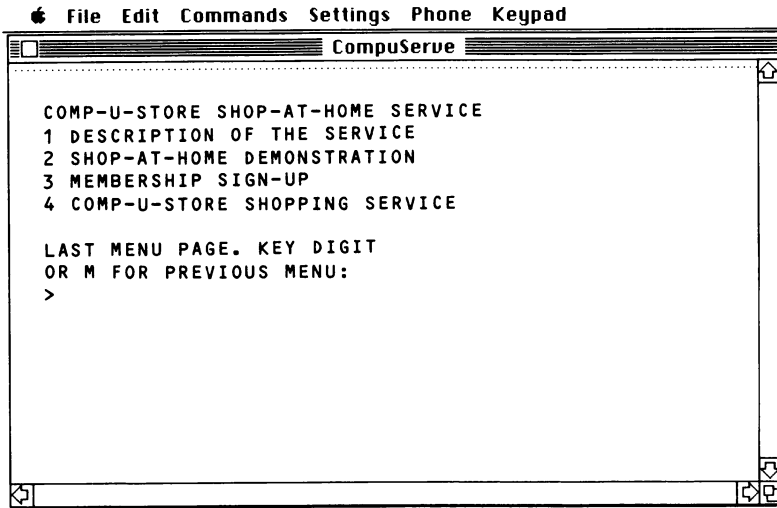 File Edit Commands Settings Phone Keypad
CompuServe
COMP-U-STORE SHOP-AT-HOME SERVICE
1 DESCRIPTION OF THE SERVICE
2 SHOP-AT-HOME DEMONSTRATION
3 MEMBERSHIP SIGN-UP
4 COMP-U-STORE SHOPPING SERVICE
LAST MENU PAGE. KEY DIGIT
OR M FOR PREVIOUS MENU:
>